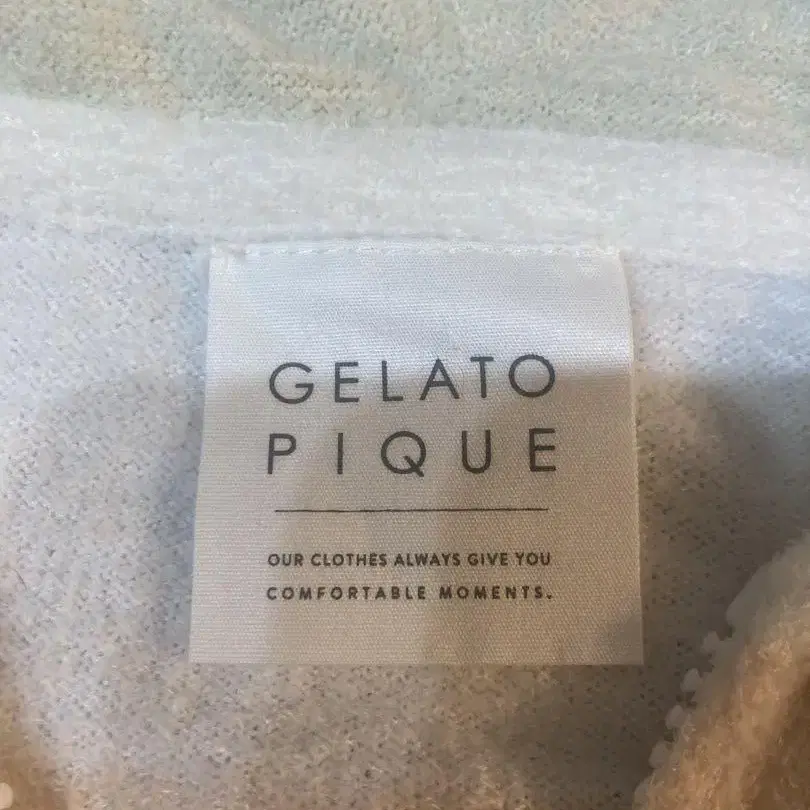 GELATO
PIQUE
OUR CLOTHES ALWAYS GIVE YOU
COMFORTABLE MOMENTS.